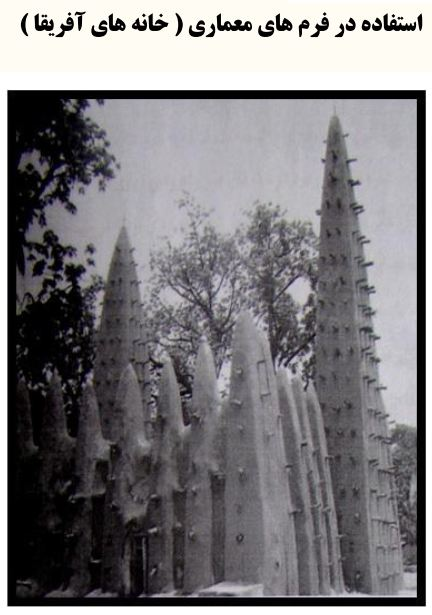 استفاده در فرم های معماری ( خانه های آفریقا )